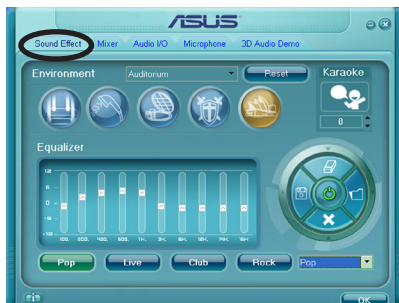 ASUS
Sound Effect Mixer Audio I/O Microphone 3D Audio Demo
Environment Auditorium Reset Karaoke
0
Equalizer
Pop Live Club Rock Pop
OK